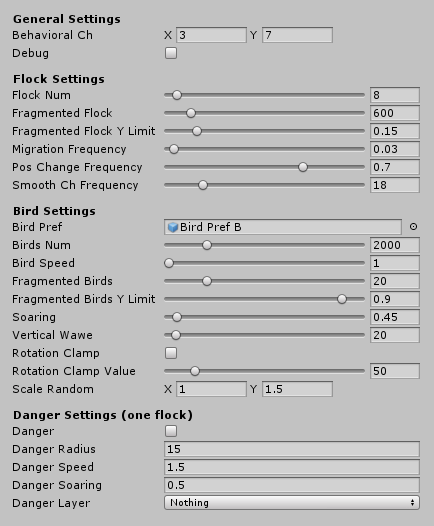 General Settings
Behavioral Ch X 3 Y 7
Debug
Flock Settings
Flock Num 8
Fragmented Flock 600
Fragmented Flock Y Limit 0.15
Migration Frequency 0.03
Pos Change Frequency 0.7
Smooth Ch Frequency 18
Bird Settings
Bird Pref Bird Pref B
Birds Num 2000
Bird Speed 1
Fragmented Birds 20
Fragmented Birds Y Limit 0.9
Soaring 0.45
Vertical Wawe 20
Rotation Clamp
Rotation Clamp Value 50
Scale Random X 1 Y 1.5
Danger Settings (one flock)
Danger
Danger Radius 15
Danger Speed 1.5
Danger Soaring 0.5
Danger Layer Nothing